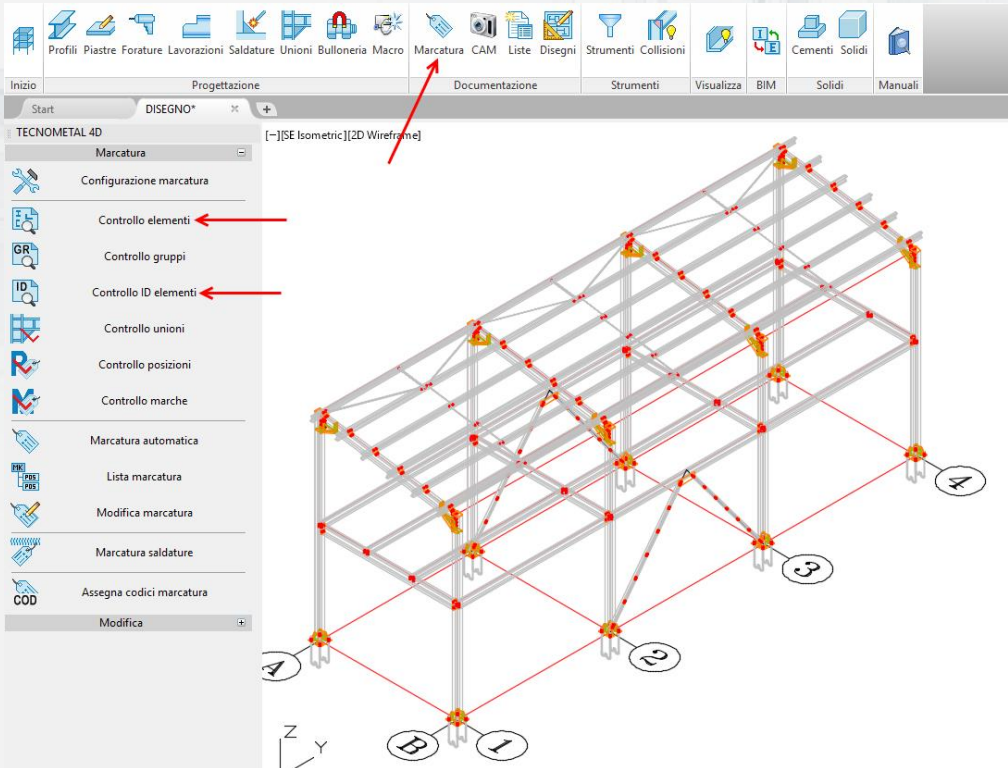 Profili Piastre Forature Lavorazioni Saldature Unioni Bulloneria Macro Marcatura CAM Liste Disegni Strumenti Collisioni I E Cementi Solidi
Inizio Progettazione Documentazione Strumenti Visualizza BIM Solidi Manuali
Start DISEGNO*
TECNOMETAL 4D
[−][SE Isometric][2D Wireframe]
Marcatura
Configurazione marcatura
Controllo elementi
GR Controllo gruppi
ID Controllo ID elementi
Controllo unioni
R Controllo posizioni
M Controllo marche
Marcatura automatica
MK POS POS Lista marcatura
Modifica marcatura
Marcatura saldature
COD Assegna codici marcatura
Modifica
4
3
2
A
B 1
Z
Y